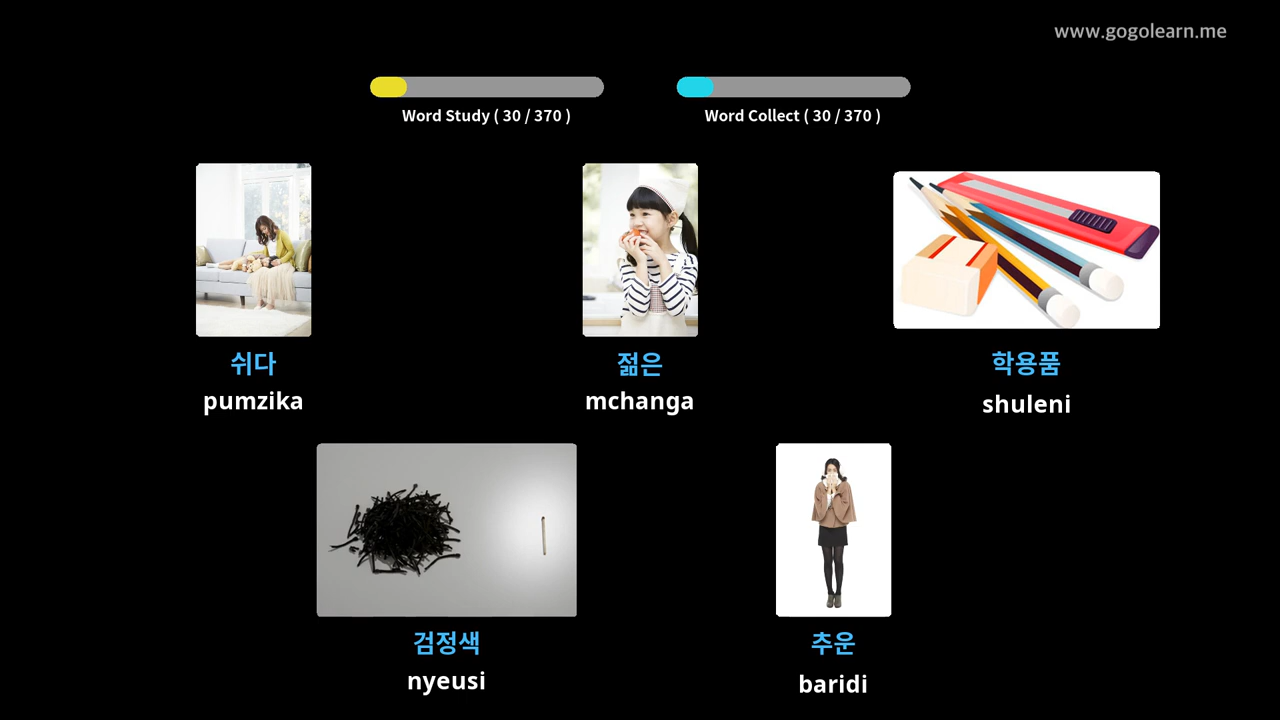 www.gogolearn.me
Word Study ( 30 / 370 )
Word Collect ( 30 / 370 )
쉬다
pumzika
젊은
mchanga
학용품
shuleni
검정색
nyeusi
추운
baridi